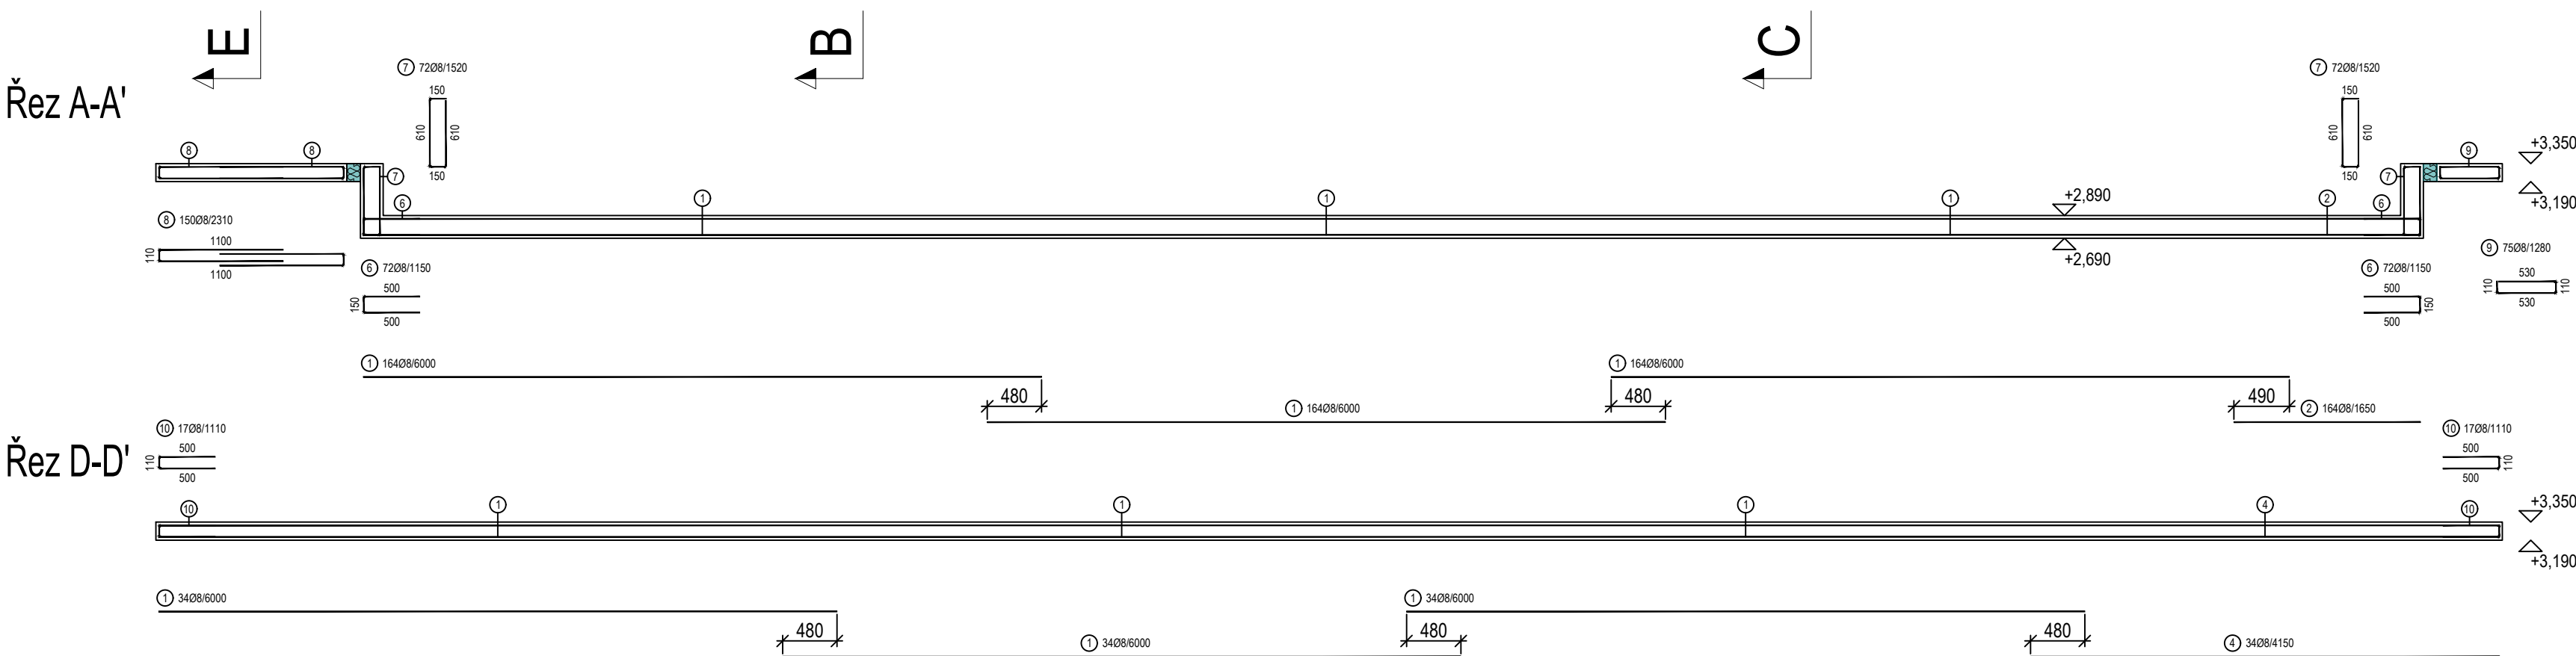 E
B
C
Řez A-A'
7 72Ø8/1520
150
610
610
150
7 72Ø8/1520
150
610
610
150
8
8
7
6
1
1
1
2
6
7
9
+3,350
+3,190
+2,890
+2,690
8 150Ø8/2310
1100
110
1100
6 72Ø8/1150
500
150
500
6 72Ø8/1150
500
150
500
9 75Ø8/1280
530
110
110
530
1 164Ø8/6000
480
1 164Ø8/6000
1 164Ø8/6000
480
490
2 164Ø8/1650
Řez D-D'
10 17Ø8/1110
500
110
500
10 17Ø8/1110
500
110
500
10
1
1
1
4
10
+3,350
+3,190
1 34Ø8/6000
480
1 34Ø8/6000
1 34Ø8/6000
480
480
4 34Ø8/4150